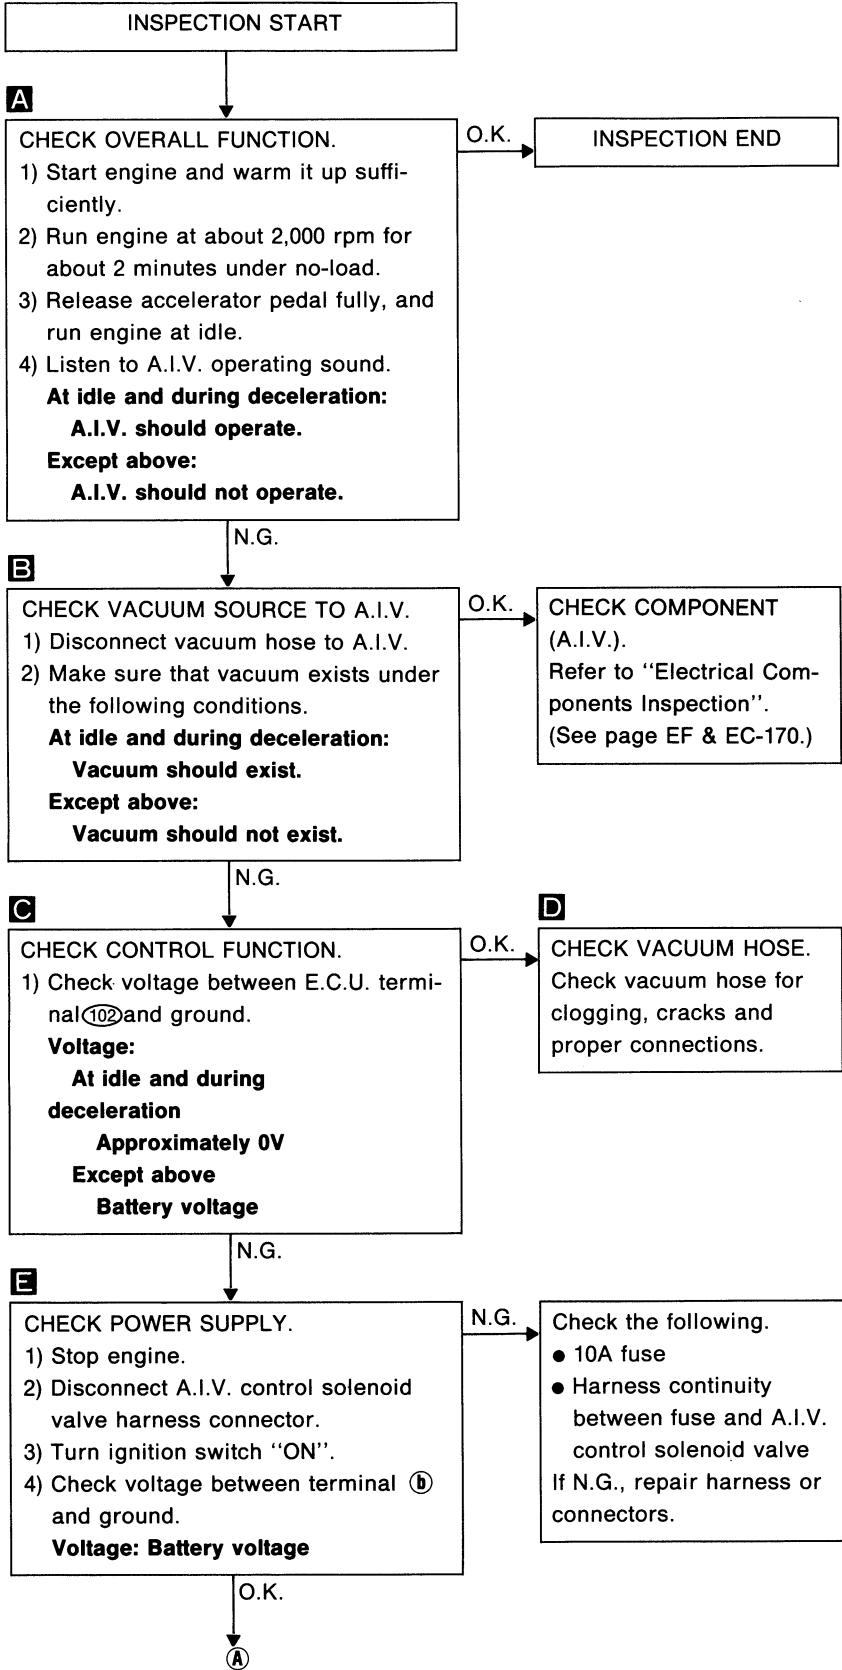 INSPECTION START
A
CHECK OVERALL FUNCTION.
1) Start engine and warm it up suffi-
ciently.
2) Run engine at about 2,000 rpm for
about 2 minutes under no-load.
3) Release accelerator pedal fully, and
run engine at idle.
4) Listen to A.I.V. operating sound.
At idle and during deceleration:
A.I.V. should operate.
Except above:
A.I.V. should not operate.
O.K.
INSPECTION END
N.G.
B
CHECK VACUUM SOURCE TO A.I.V.
1) Disconnect vacuum hose to A.I.V.
2) Make sure that vacuum exists under
the following conditions.
At idle and during deceleration:
Vacuum should exist.
Except above:
Vacuum should not exist.
O.K.
CHECK COMPONENT
(A.I.V.).
Refer to "Electrical Com-
ponents Inspection".
(See page EF & EC-170.)
N.G.
C
CHECK CONTROL FUNCTION.
1) Check voltage between E.C.U. termi-
nal 102 and ground.
Voltage:
At idle and during
deceleration
Approximately 0V
Except above
Battery voltage
O.K.
D
CHECK VACUUM HOSE.
Check vacuum hose for
clogging, cracks and
proper connections.
N.G.
E
CHECK POWER SUPPLY.
1) Stop engine.
2) Disconnect A.I.V. control solenoid
valve harness connector.
3) Turn ignition switch "ON".
4) Check voltage between terminal ⓑ
and ground.
Voltage: Battery voltage
N.G.
Check the following.
● 10A fuse
● Harness continuity
between fuse and A.I.V.
control solenoid valve
If N.G., repair harness or
connectors.
O.K.
Ⓐ